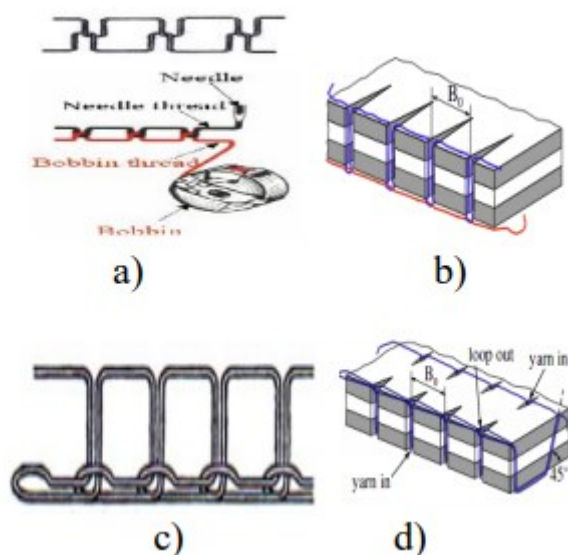 Needle
Needle thread
Bobbin thread
Bobbin
B₀
a)
b)
loop out
yarn in
B₀
yarn in
45°
c)
d)